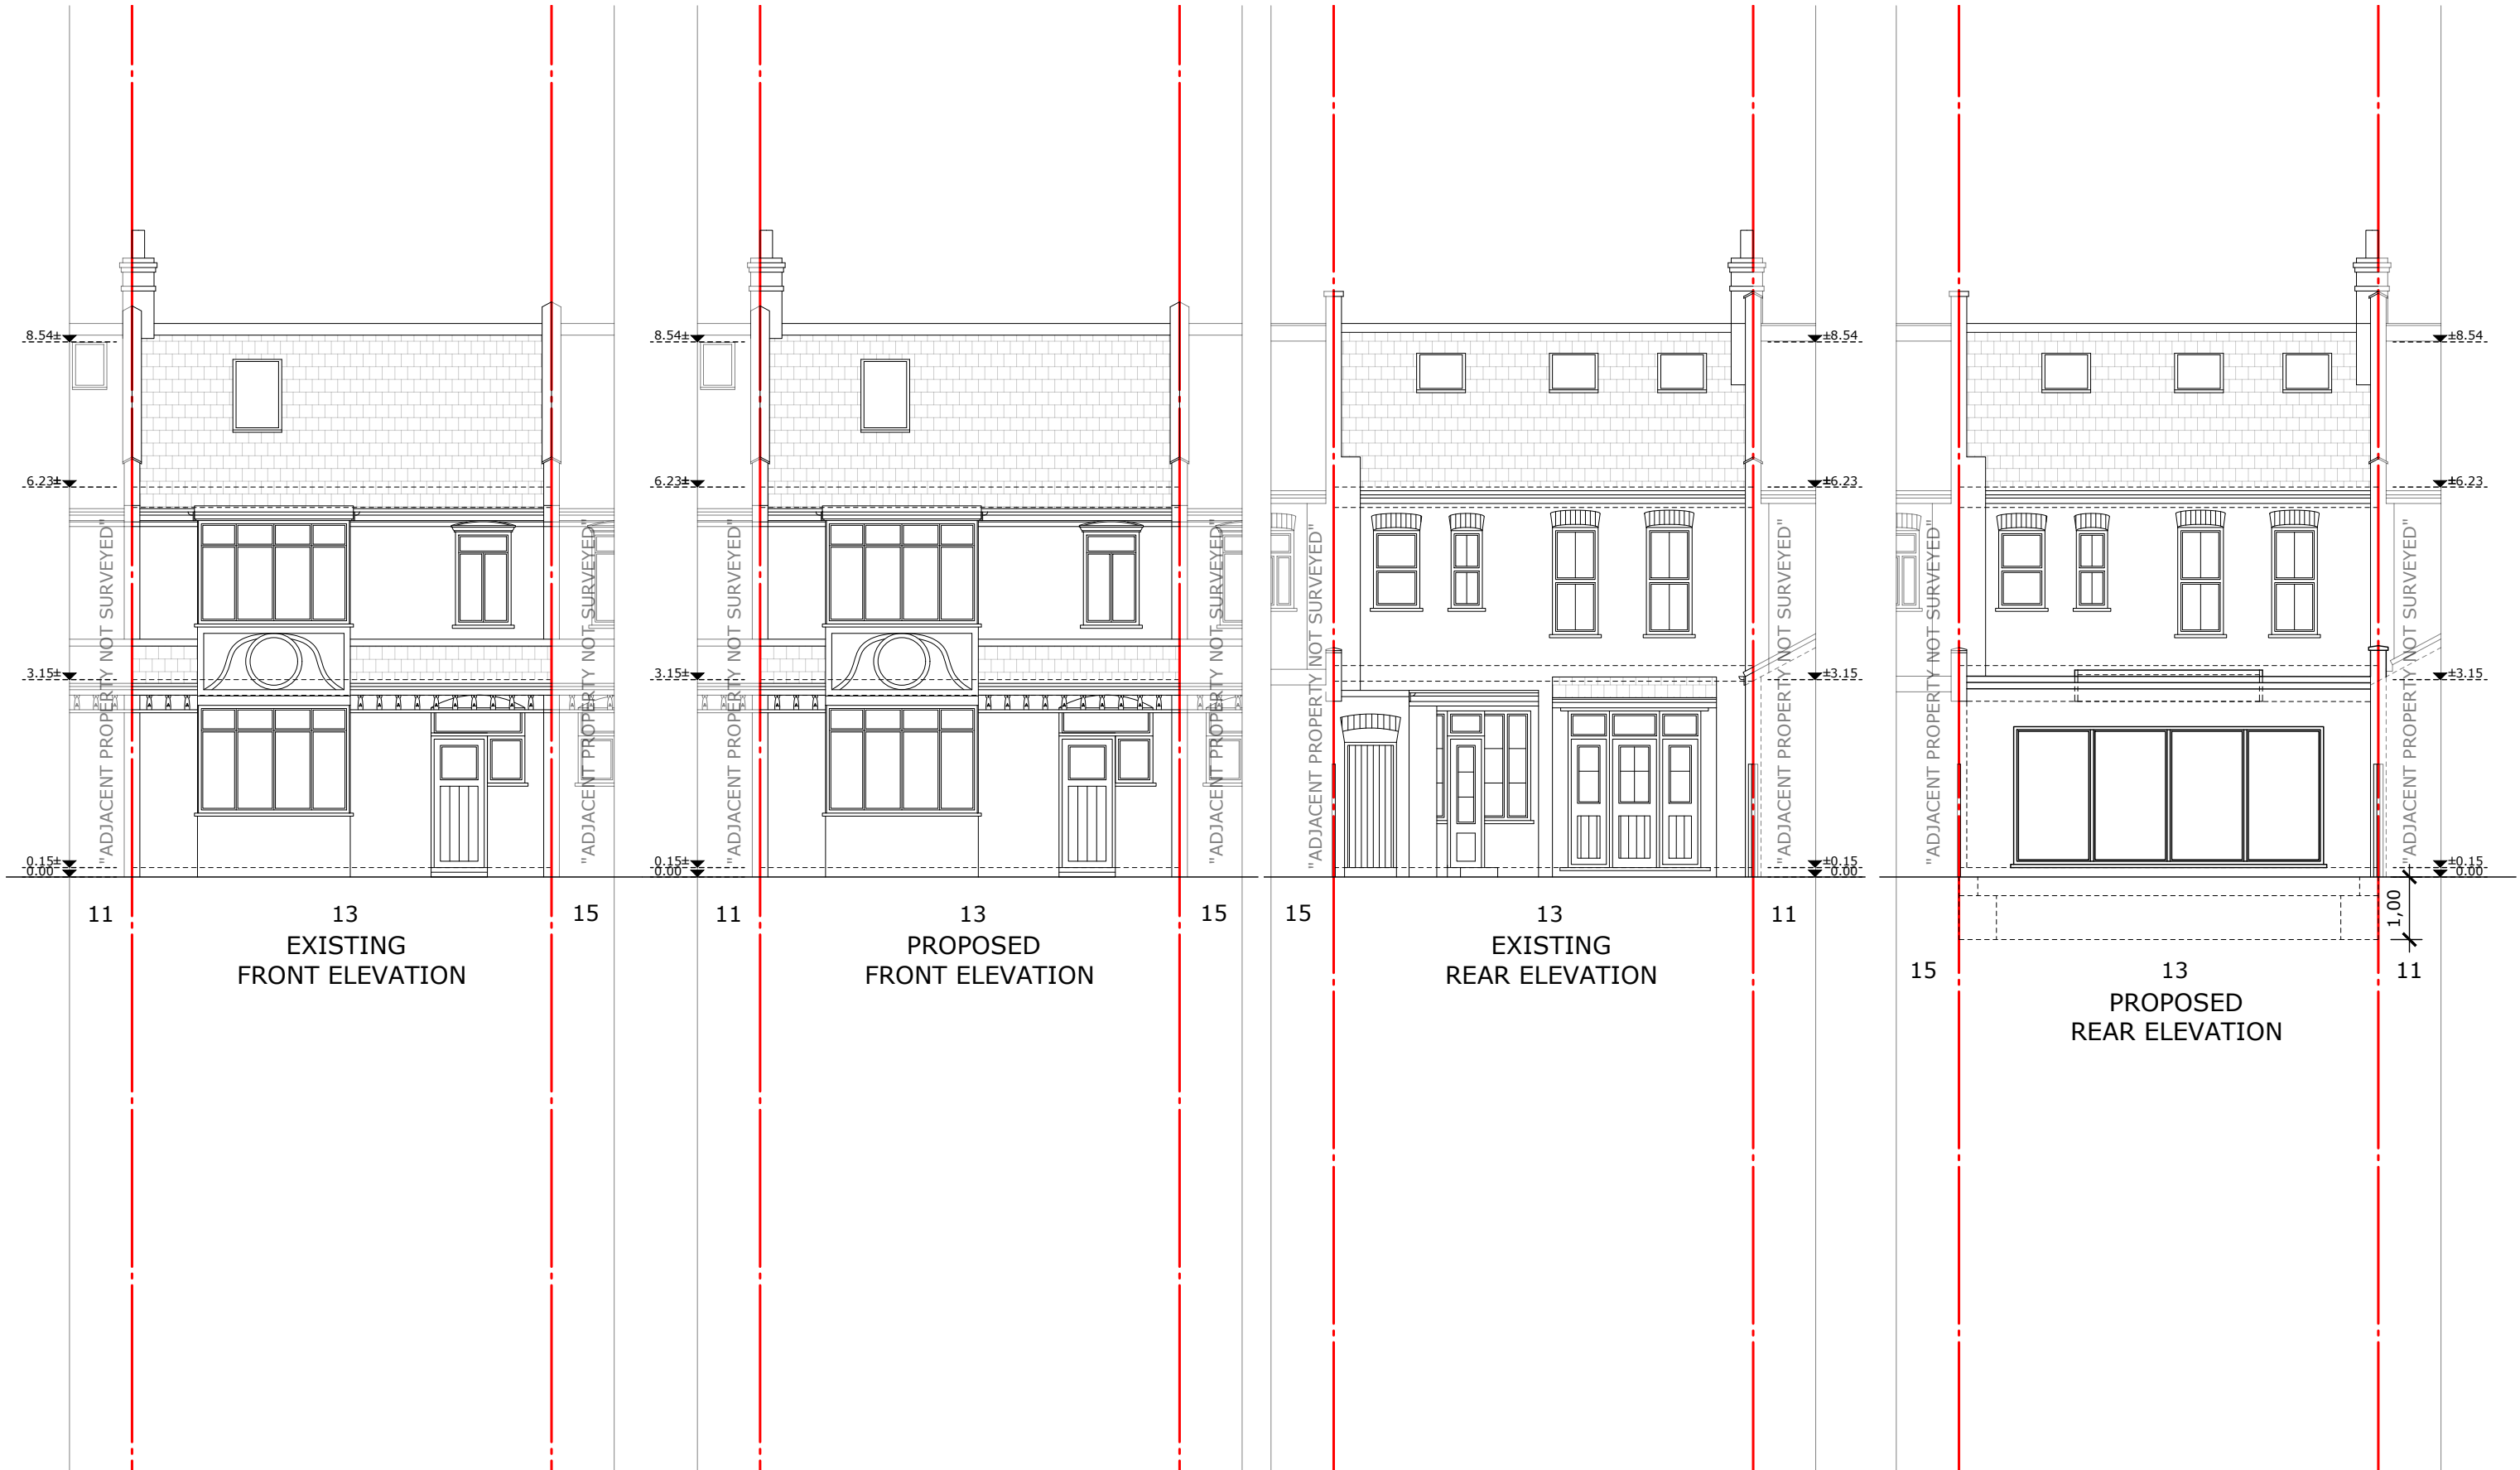 8.54±
6.23±
3.15±
0.15±
0.00
"ADJACENT PROPERTY NOT SURVEYED"
"ADJACENT PROPERTY NOT SURVEYED"
11
13
15
EXISTING
FRONT ELEVATION
8.54±
6.23±
3.15±
0.15±
0.00
"ADJACENT PROPERTY NOT SURVEYED"
"ADJACENT PROPERTY NOT SURVEYED"
11
13
15
PROPOSED
FRONT ELEVATION
"ADJACENT PROPERTY NOT SURVEYED"
"ADJACENT PROPERTY NOT SURVEYED"
±8.54
±6.23
±3.15
±0.15
0.00
15
13
11
EXISTING
REAR ELEVATION
"ADJACENT PROPERTY NOT SURVEYED"
"ADJACENT PROPERTY NOT SURVEYED"
±8.54
±6.23
±3.15
±0.15
0.00
1,00
15
13
11
PROPOSED
REAR ELEVATION